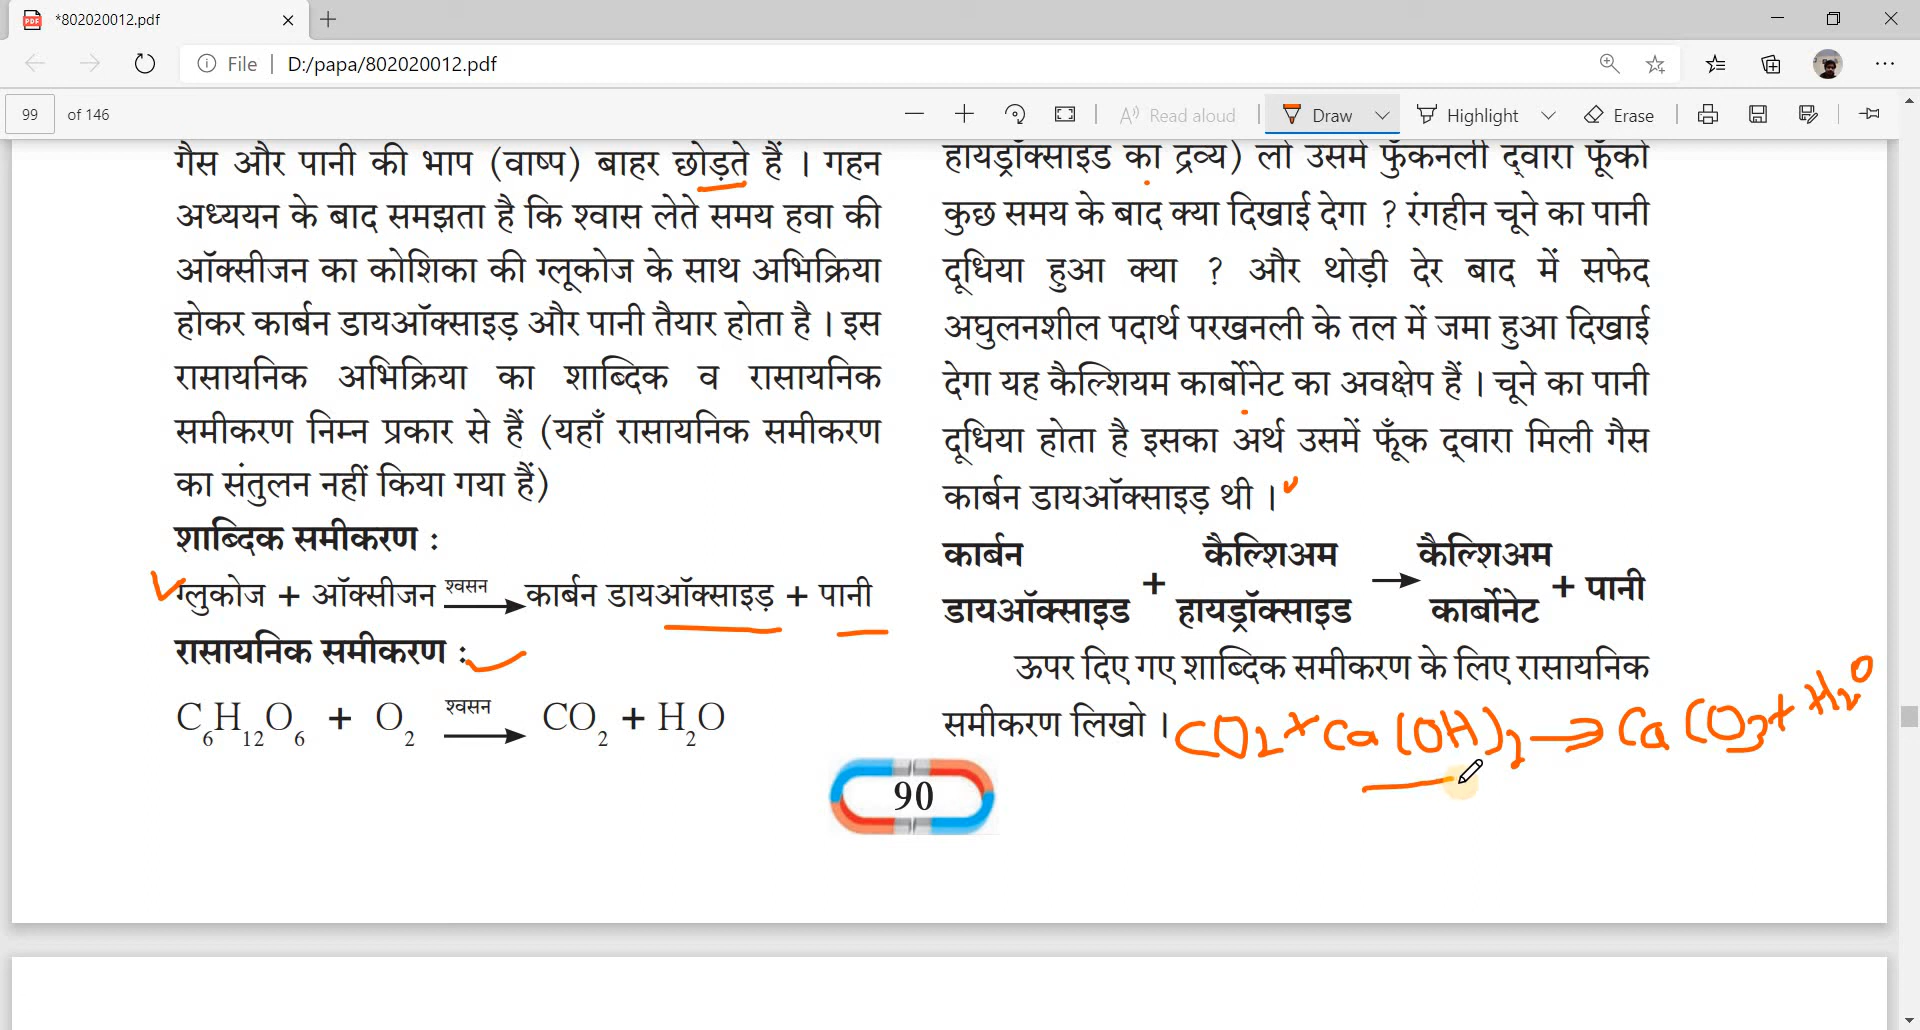 *802020012.pdf
File | D:/papa/802020012.pdf
99 of 146
Read aloud
Draw
Highlight
Erase
गैस और पानी की भाप (वाष्प) बाहर छोड़ते हैं । गहन
अध्ययन के बाद समझता है कि श्वास लेते समय हवा की
ऑक्सीजन का कोशिका की ग्लूकोज के साथ अभिक्रिया
होकर कार्बन डायऑक्साइड़ और पानी तैयार होता है । इस
रासायनिक अभिक्रिया का शाब्दिक व रासायनिक
समीकरण निम्न प्रकार से हैं (यहाँ रासायनिक समीकरण
का संतुलन नहीं किया गया हैं)
शाब्दिक समीकरण :
ग्लुकोज + ऑक्सीजन श्वसन → कार्बन डायऑक्साइड़ + पानी
रासायनिक समीकरण :
C₆H₁₂O₆ + O₂ श्वसन → CO₂ + H₂O
हायड्रॉक्साइड का द्रव्य) लो उसमें फुँकनली द्वारा फूँको
कुछ समय के बाद क्या दिखाई देगा ? रंगहीन चूने का पानी
दूधिया हुआ क्या ? और थोड़ी देर बाद में सफेद
अघुलनशील पदार्थ परखनली के तल में जमा हुआ दिखाई
देगा यह कैल्शियम कार्बोनेट का अवक्षेप हैं । चूने का पानी
दूधिया होता है इसका अर्थ उसमें फूँक द्वारा मिली गैस
कार्बन डायऑक्साइड़ थी ।
कार्बन डायऑक्साइड + कैल्शिअम हायड्रॉक्साइड → कैल्शिअम कार्बोनेट + पानी
ऊपर दिए गए शाब्दिक समीकरण के लिए रासायनिक
समीकरण लिखो । CO₂ + Ca(OH)₂ → CaCO₃ + H₂O
90